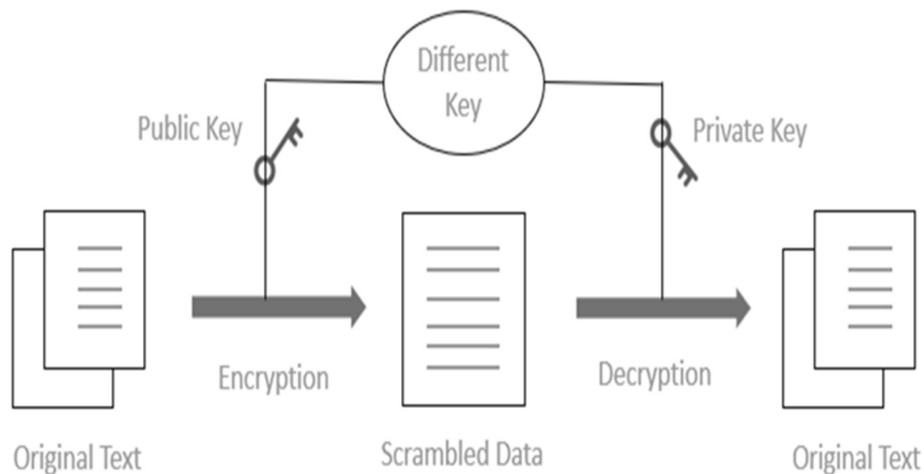 Different
Key
Public Key
Private Key
Encryption
Decryption
Original Text
Scrambled Data
Original Text